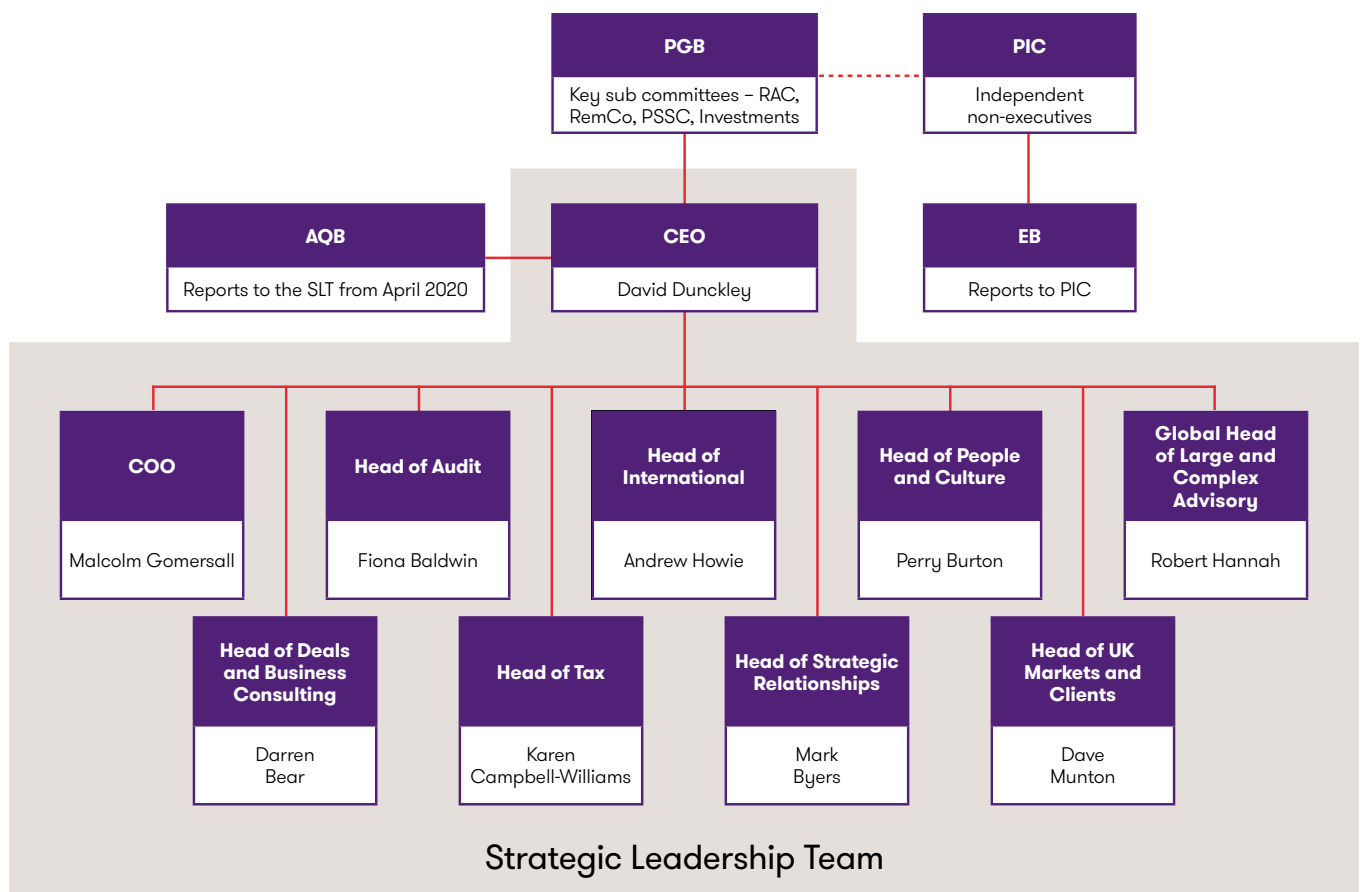 PGB
Key sub committees – RAC,
RemCo, PSSC, Investments
PIC
Independent
non-executives
AQB
Reports to the SLT from April 2020
CEO
David Dunckley
EB
Reports to PIC
COO
Malcolm Gomersall
Head of Audit
Fiona Baldwin
Head of
International
Andrew Howie
Head of People
and Culture
Perry Burton
Global Head
of Large and
Complex
Advisory
Robert Hannah
Head of Deals
and Business
Consulting
Darren
Bear
Head of Tax
Karen
Campbell-Williams
Head of Strategic
Relationships
Mark
Byers
Head of UK
Markets and
Clients
Dave
Munton
Strategic Leadership Team